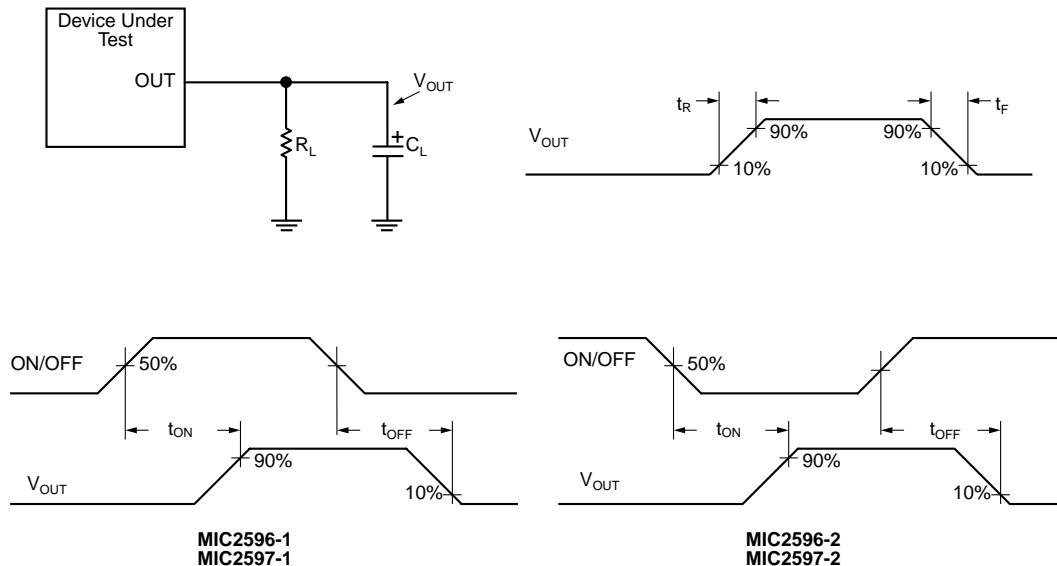 Device Under
Test
OUT
V_OUT
R_L
+
C_L
t_R
t_F
V_OUT
90%
90%
10%
10%
ON/OFF
50%
t_ON
t_OFF
V_OUT
90%
10%
MIC2596-1
MIC2597-1
ON/OFF
50%
t_ON
t_OFF
V_OUT
90%
10%
MIC2596-2
MIC2597-2